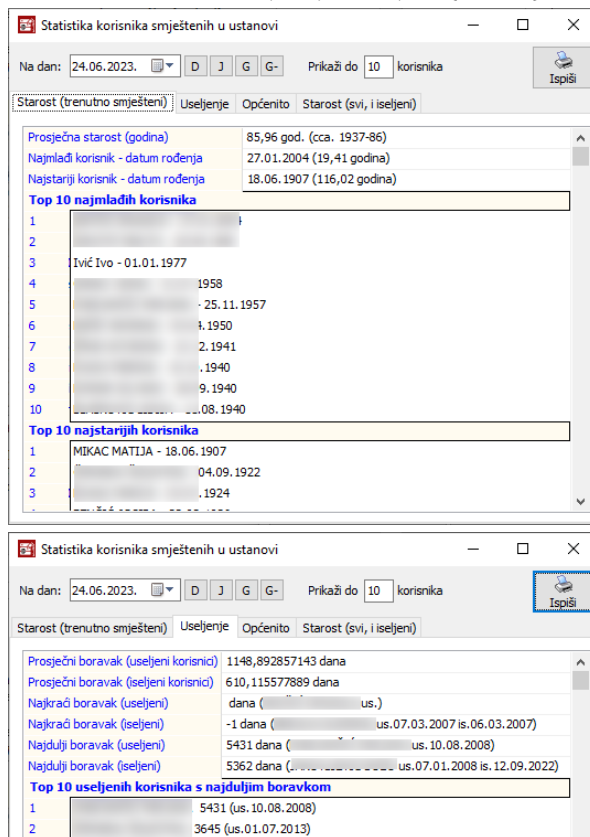 Statistika korisnika smještenih u ustanovi
Na dan: 24.06.2023. D J G G- Prikaži do 10 korisnika
Ispiši
Starost (trenutno smješteni) Useljenje Općenito Starost (svi, i iseljeni)
Prosječna starost (godina) 85,96 god. (cca. 1937-86)
Najmlađi korisnik - datum rođenja 27.01.2004 (19,41 godina)
Najstariji korisnik - datum rođenja 18.06.1907 (116,02 godina)
Top 10 najmlađih korisnika
1
2
3 Ivić Ivo - 01.01.1977
4 1958
5 - 25.11.1957
6 .1950
7 2.1941
8 .1940
9 9.1940
10 .08.1940
Top 10 najstarijih korisnika
1 MIKAC MATIJA - 18.06.1907
2 04.09.1922
3 .1924
Statistika korisnika smještenih u ustanovi
Na dan: 24.06.2023. D J G G- Prikaži do 10 korisnika
Ispiši
Starost (trenutno smješteni) Useljenje Općenito Starost (svi, i iseljeni)
Prosječni boravak (useljeni korisnici) 1148,892857143 dana
Prosječni boravak (iseljeni korisnici) 610,115577889 dana
Najkraći boravak (useljeni) dana ( us.)
Najkraći boravak (iseljeni) -1 dana ( us.07.03.2007 is.06.03.2007)
Najdulji boravak (useljeni) 5431 dana ( us.10.08.2008)
Najdulji boravak (iseljeni) 5362 dana ( us.07.01.2008 is.12.09.2022)
Top 10 useljenih korisnika s najduljim boravkom
1 5431 (us.10.08.2008)
2 3645 (us.01.07.2013)